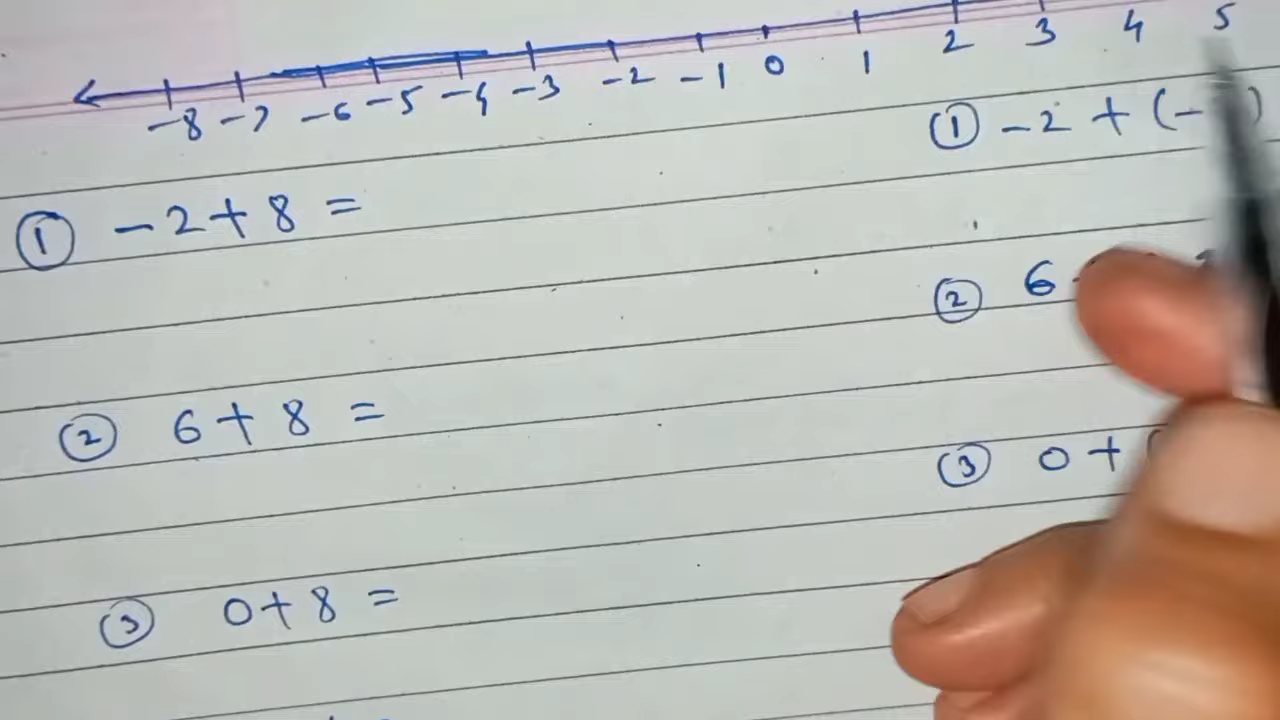 -8 -7 -6 -5 -4 -3 -2 -1 0 1 2 3 4 5
① -2 + 8 =
② 6 + 8 =
③ 0 + 8 =
① -2 + (- )
② 6
③ 0 + (